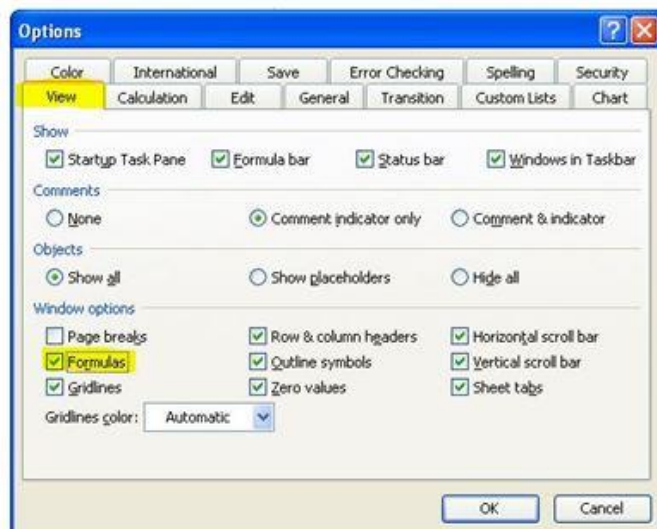 Options
Color International Save Error Checking Spelling Security
View Calculation Edit General Transition Custom Lists Chart
Show
Startup Task Pane Formula bar Status bar Windows in Taskbar
Comments
None Comment indicator only Comment & indicator
Objects
Show all Show placeholders Hide all
Window options
Page breaks Row & column headers Horizontal scroll bar
Formulas Outline symbols Vertical scroll bar
Gridlines Zero values Sheet tabs
Gridlines color: Automatic
OK Cancel